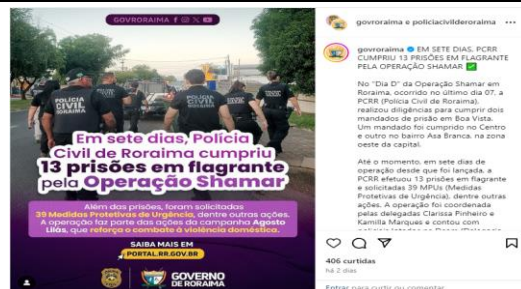 GOVRORAIMA
POLÍCIA
CIVIL
RORAIMA
POLÍCIA
CIVIL
RORAIMA
Em sete dias, Polícia
Civil de Roraima cumpriu
13 prisões em flagrante
pela Operação Shamar
Além das prisões, foram solicitadas
39 Medidas Protetivas de Urgência, dentre outras ações.
A operação faz parte das ações da campanha Agosto
Lilás, que reforça o combate à violência doméstica.
SAIBA MAIS EM
PORTAL.RR.GOV.BR
GOVERNO
DE RORAIMA
govroraima e policiacivilderoraima
govroraima EM SETE DIAS, PCRR
CUMPRIU 13 PRISÕES EM FLAGRANTE
PELA OPERAÇÃO SHAMAR
No "Dia D" da Operação Shamar em
Roraima, ocorrido no último dia 07, a
PCRR (Polícia Civil de Roraima),
realizou diligências para cumprir dois
mandados de prisão em Boa Vista.
Um mandado foi cumprido no Centro
e outro no bairro Asa Branca, na zona
oeste da capital.
Até o momento, em sete dias de
operação desde que foi lançada, a
PCRR efetuou 13 prisões em flagrante
e solicitadas 39 MPUs (Medidas
Protetivas de Urgência), dentre outras
ações. A operação foi coordenada
pelas delegadas Clarissa Pinheiro e
Kamilla Marques e contou com
406 curtidas
há 2 dias
Entrar para curtir ou comentar